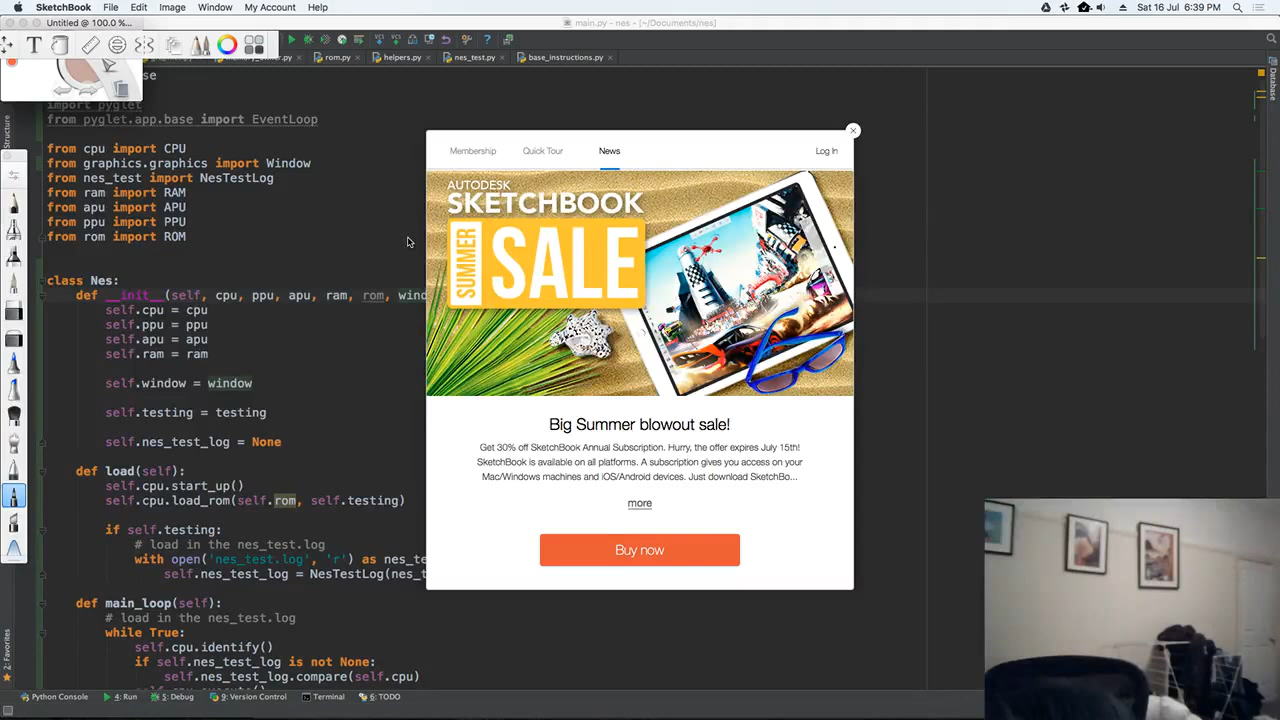 SketchBook File Edit Image Window My Account Help Sat 16 Jul 6:39 PM
Untitled @ 100.0 %...
main.py - nes - [~/Documents/nes]
rom.py helpers.py nes_test.py base_instructions.py
import pyglet
from pyglet.app.base import EventLoop
from cpu import CPU
from graphics.graphics import Window
from nes_test import NesTestLog
from ram import RAM
from apu import APU
from ppu import PPU
from rom import ROM
class Nes:
def __init__(self, cpu, ppu, apu, ram, rom, wind
self.cpu = cpu
self.ppu = ppu
self.apu = apu
self.ram = ram
self.window = window
self.testing = testing
self.nes_test_log = None
def load(self):
self.cpu.start_up()
self.cpu.load_rom(self.rom, self.testing)
if self.testing:
# load in the nes_test.log
with open('nes_test.log', 'r') as nes_t
self.nes_test_log = NesTestLog(nes_t
def main_loop(self):
# load in the nes_test.log
while True:
self.cpu.identify()
if self.nes_test_log is not None:
self.nes_test_log.compare(self.cpu)
Membership Quick Tour News Log In
AUTODESK
SKETCHBOOK
SUMMER SALE
Big Summer blowout sale!
Get 30% off SketchBook Annual Subscription. Hurry, the offer expires July 15th!
SketchBook is available on all platforms. A subscription gives you access on your
Mac/Windows machines and iOS/Android devices. Just download SketchBo...
more
Buy now
Structure
2: Favorites
Database
Python Console 4: Run 5: Debug 9: Version Control Terminal 6: TODO